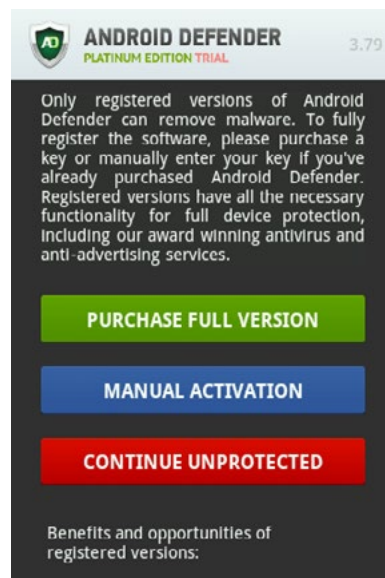 AD
ANDROID DEFENDER
PLATINUM EDITION TRIAL
3.79
Only registered versions of Android
Defender can remove malware. To fully
register the software, please purchase a
key or manually enter your key if you've
already purchased Android Defender.
Registered versions have all the necessary
functionality for full device protection,
including our award winning antivirus and
anti-advertising services.
PURCHASE FULL VERSION
MANUAL ACTIVATION
CONTINUE UNPROTECTED
Benefits and opportunities of
registered versions: